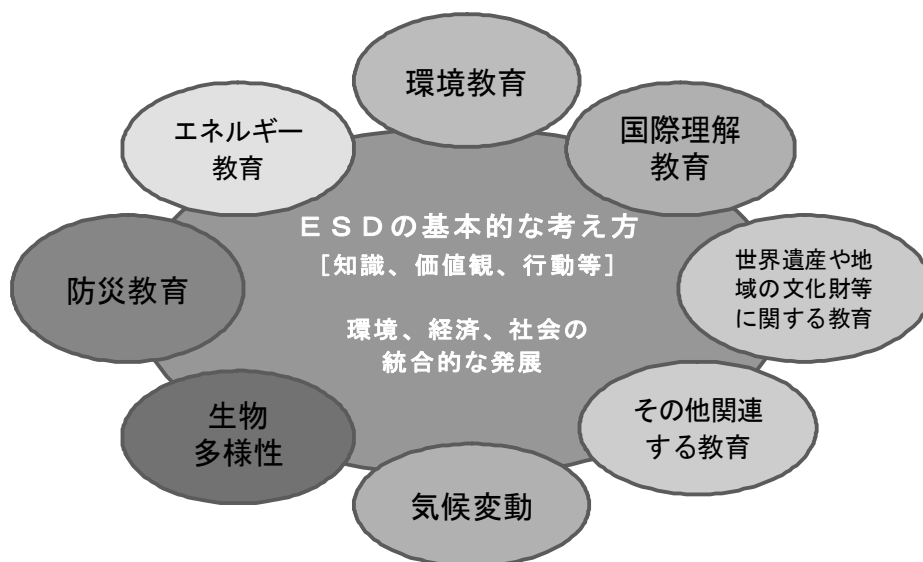 環境教育
エネルギー
教育
国際理解
教育
ＥＳＤの基本的な考え方
［知識、価値観、行動等］
環境、経済、社会の
統合的な発展
防災教育
世界遺産や地
域の文化財等
に関する教育
生物
多様性
その他関連
する教育
気候変動